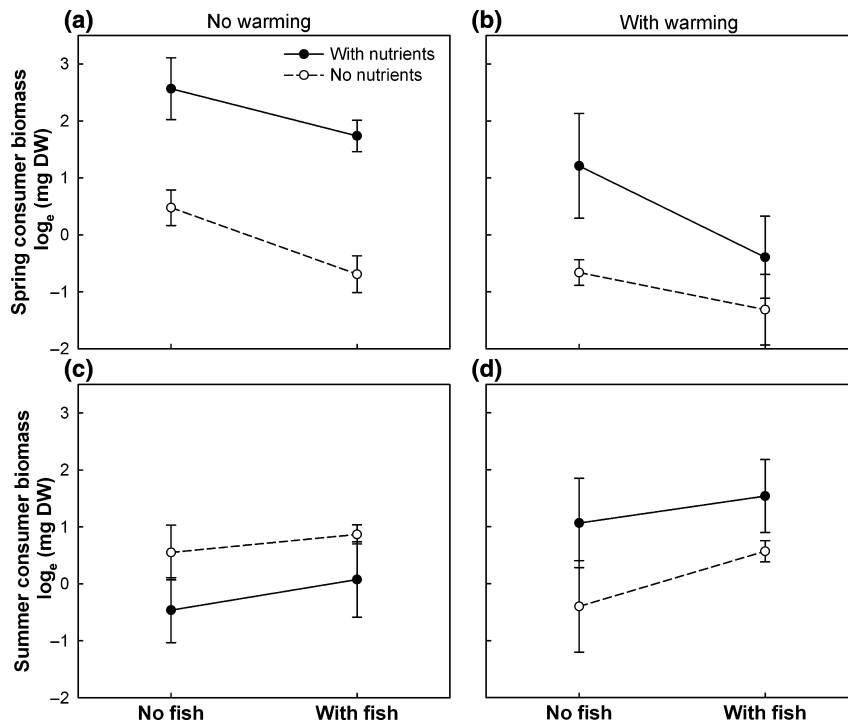 (a)
No warming
(b)
With warming
With nutrients
No nutrients
3
2
1
0
–1
–2
Spring consumer biomass
logₑ (mg DW)
(c)
(d)
3
2
1
0
–1
–2
Summer consumer biomass
logₑ (mg DW)
No fish
With fish
No fish
With fish